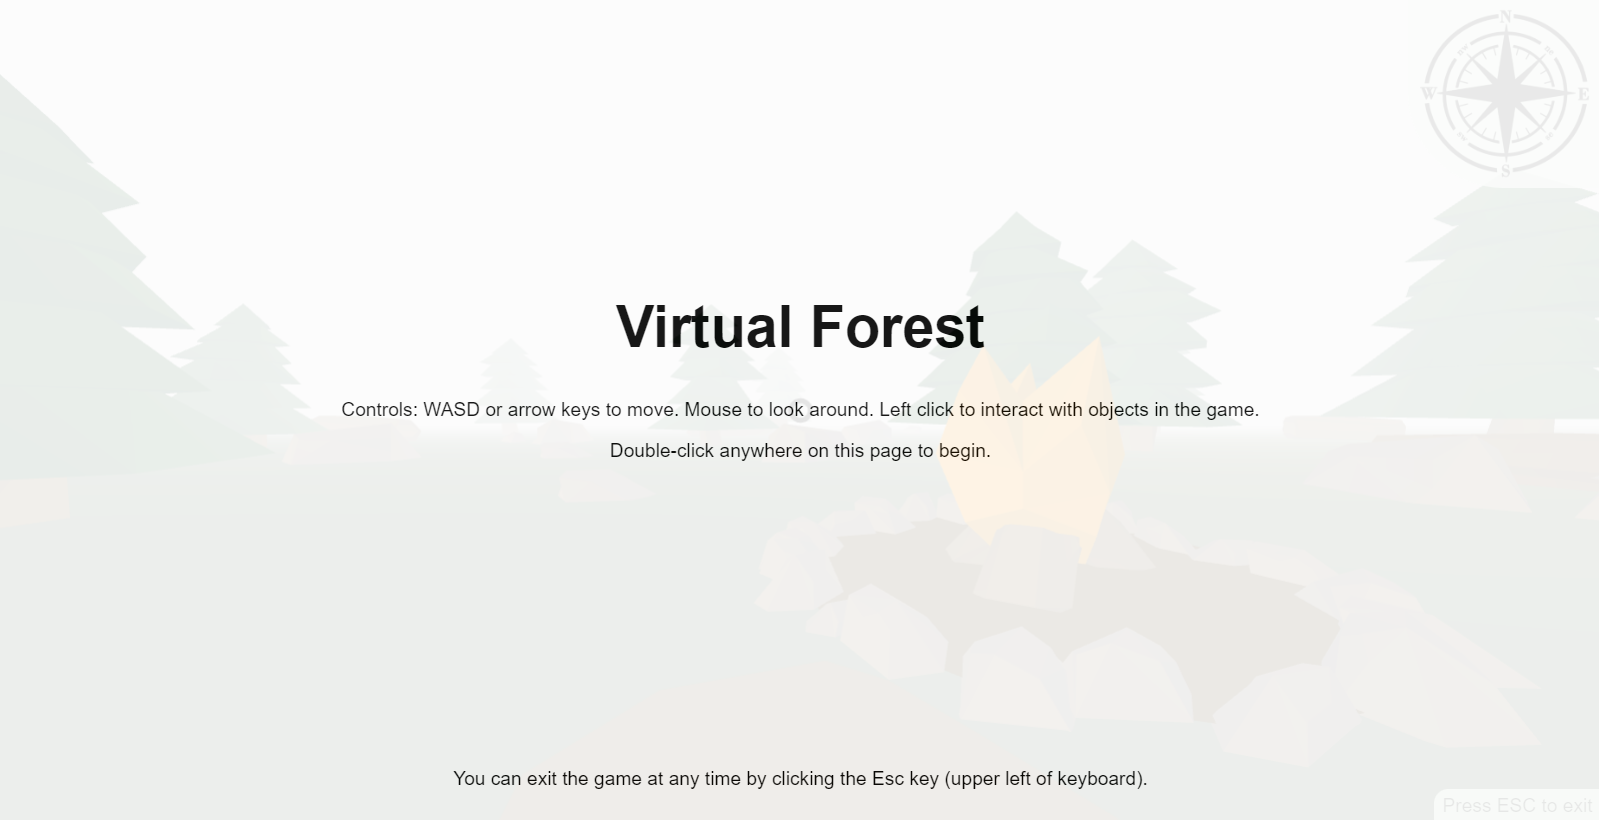 N
W E
S
Virtual Forest
Controls: WASD or arrow keys to move. Mouse to look around. Left click to interact with objects in the game.
Double-click anywhere on this page to begin.
You can exit the game at any time by clicking the Esc key (upper left of keyboard).
Press ESC to exit